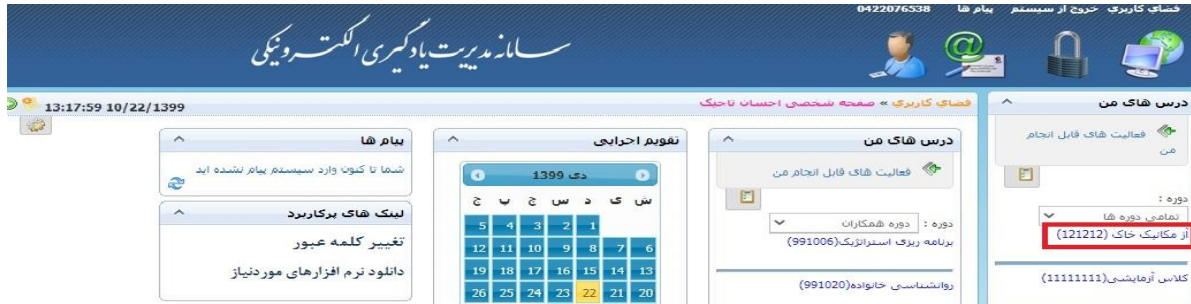 فضای کاربری خروج از سیستم پیام ها 0422076538
سامانه مدیریت یادگیری الکترونیکی
درس های من
فعالیت های قابل انجام من
دوره :
تمامی دوره ها
آز مکانیک خاک (121212)
کلاس آزمایشی(11111111)
فضای کاربری » صفحه شخصی احسان تاجیک
13:17:59 10/22/1399
درس های من
فعالیت های قابل انجام من
دوره : دوره همکاران
برنامه ریزی استراتژیک(991006)
روانشناسی خانواده(991020)
تقویم اجرایی
دی 1399
ش ی د س چ پ ج
1 2 3 4 5
6 7 8 9 10 11 12
13 14 15 16 17 18 19
20 21 22 23 24 25 26
پیام ها
شما تا کنون وارد سیستم پیام نشده اید
لینک های پرکاربرد
تغییر کلمه عبور
دانلود نرم افزارهای موردنیاز